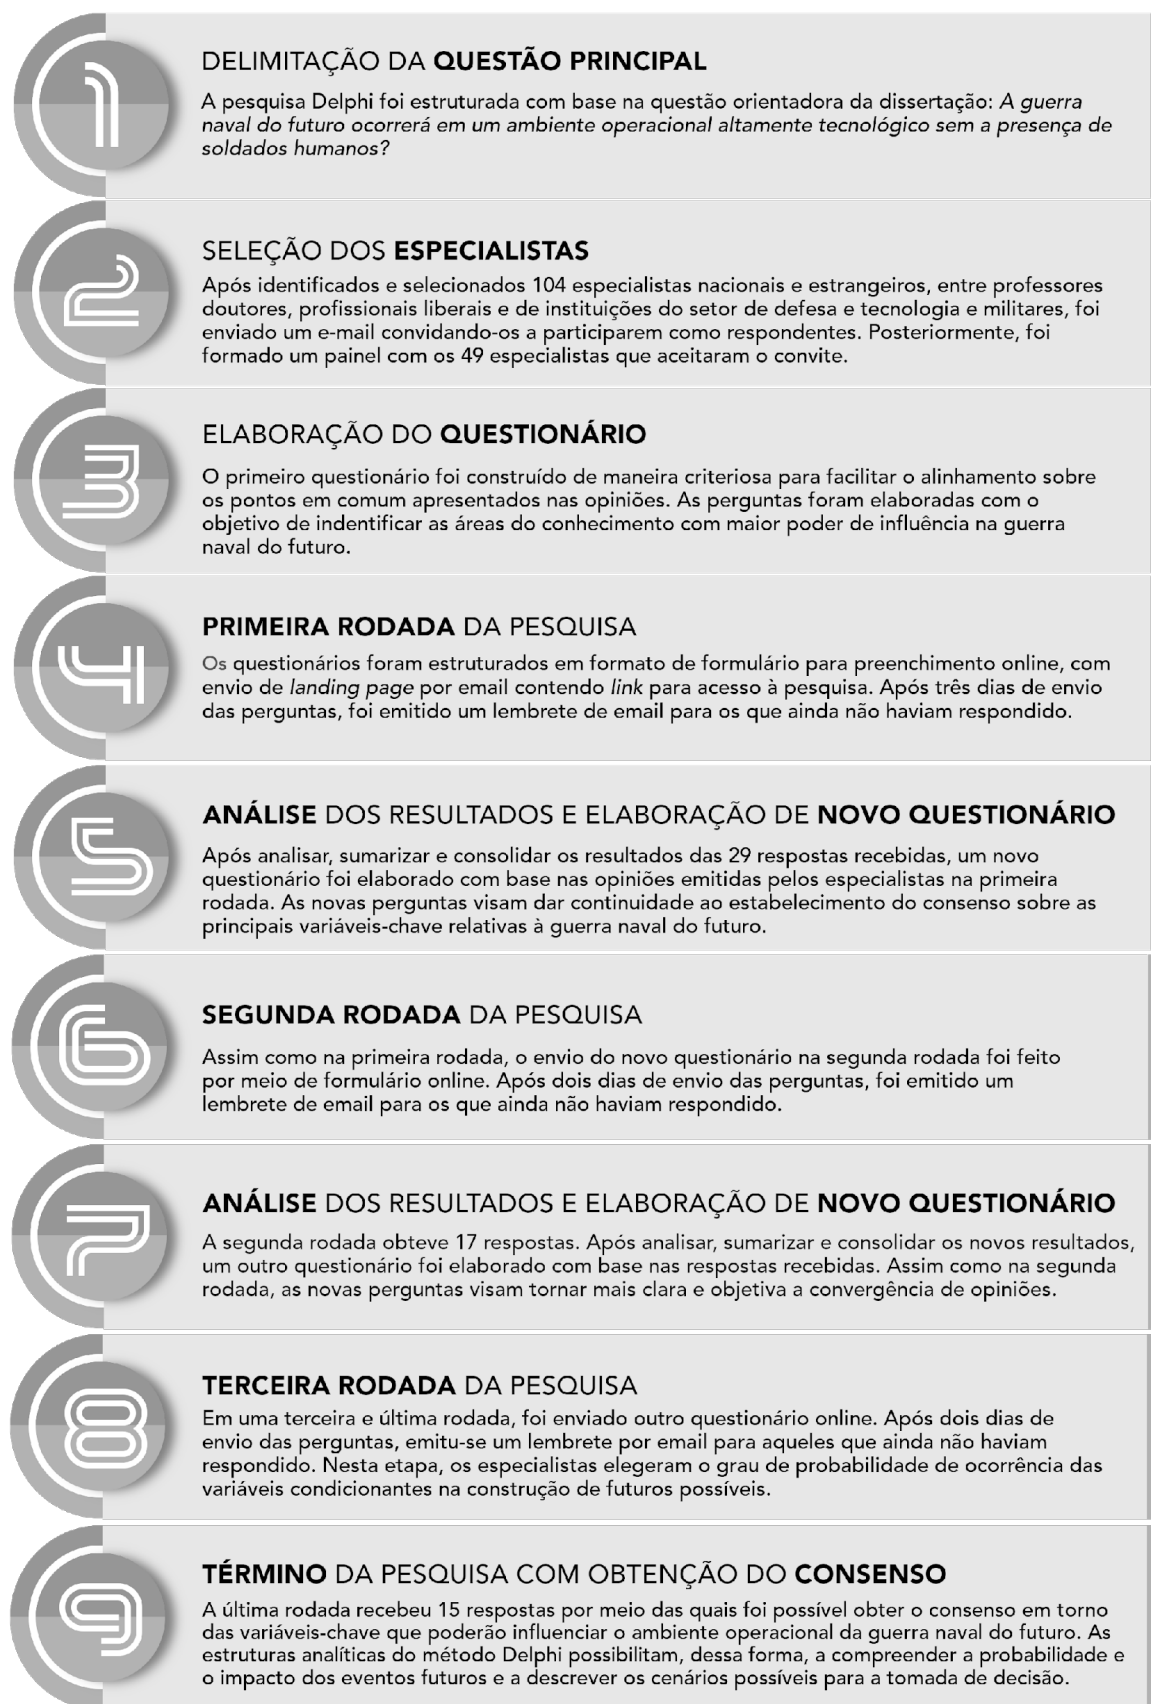 1
DELIMITAÇÃO DA QUESTÃO PRINCIPAL
A pesquisa Delphi foi estruturada com base na questão orientadora da dissertação: A guerra
naval do futuro ocorrerá em um ambiente operacional altamente tecnológico sem a presença de
soldados humanos?
2
SELEÇÃO DOS ESPECIALISTAS
Após identificados e selecionados 104 especialistas nacionais e estrangeiros, entre professores
doutores, profissionais liberais e de instituições do setor de defesa e tecnologia e militares, foi
enviado um e-mail convidando-os a participarem como respondentes. Posteriormente, foi
formado um painel com os 49 especialistas que aceitaram o convite.
3
ELABORAÇÃO DO QUESTIONÁRIO
O primeiro questionário foi construído de maneira criteriosa para facilitar o alinhamento sobre
os pontos em comum apresentados nas opiniões. As perguntas foram elaboradas com o
objetivo de indentificar as áreas do conhecimento com maior poder de influência na guerra
naval do futuro.
4
PRIMEIRA RODADA DA PESQUISA
Os questionários foram estruturados em formato de formulário para preenchimento online, com
envio de landing page por email contendo link para acesso à pesquisa. Após três dias de envio
das perguntas, foi emitido um lembrete de email para os que ainda não haviam respondido.
5
ANÁLISE DOS RESULTADOS E ELABORAÇÃO DE NOVO QUESTIONÁRIO
Após analisar, sumarizar e consolidar os resultados das 29 respostas recebidas, um novo
questionário foi elaborado com base nas opiniões emitidas pelos especialistas na primeira
rodada. As novas perguntas visam dar continuidade ao estabelecimento do consenso sobre as
principais variáveis-chave relativas à guerra naval do futuro.
6
SEGUNDA RODADA DA PESQUISA
Assim como na primeira rodada, o envio do novo questionário na segunda rodada foi feito
por meio de formulário online. Após dois dias de envio das perguntas, foi emitido um
lembrete de email para os que ainda não haviam respondido.
7
ANÁLISE DOS RESULTADOS E ELABORAÇÃO DE NOVO QUESTIONÁRIO
A segunda rodada obteve 17 respostas. Após analisar, sumarizar e consolidar os novos resultados,
um outro questionário foi elaborado com base nas respostas recebidas. Assim como na segunda
rodada, as novas perguntas visam tornar mais clara e objetiva a convergência de opiniões.
8
TERCEIRA RODADA DA PESQUISA
Em uma terceira e última rodada, foi enviado outro questionário online. Após dois dias de
envio das perguntas, emitu-se um lembrete por email para aqueles que ainda não haviam
respondido. Nesta etapa, os especialistas elegeram o grau de probabilidade de ocorrência das
variáveis condicionantes na construção de futuros possíveis.
9
TÉRMINO DA PESQUISA COM OBTENÇÃO DO CONSENSO
A última rodada recebeu 15 respostas por meio das quais foi possível obter o consenso em torno
das variáveis-chave que poderão influenciar o ambiente operacional da guerra naval do futuro. As
estruturas analíticas do método Delphi possibilitam, dessa forma, a compreender a probabilidade e
o impacto dos eventos futuros e a descrever os cenários possíveis para a tomada de decisão.